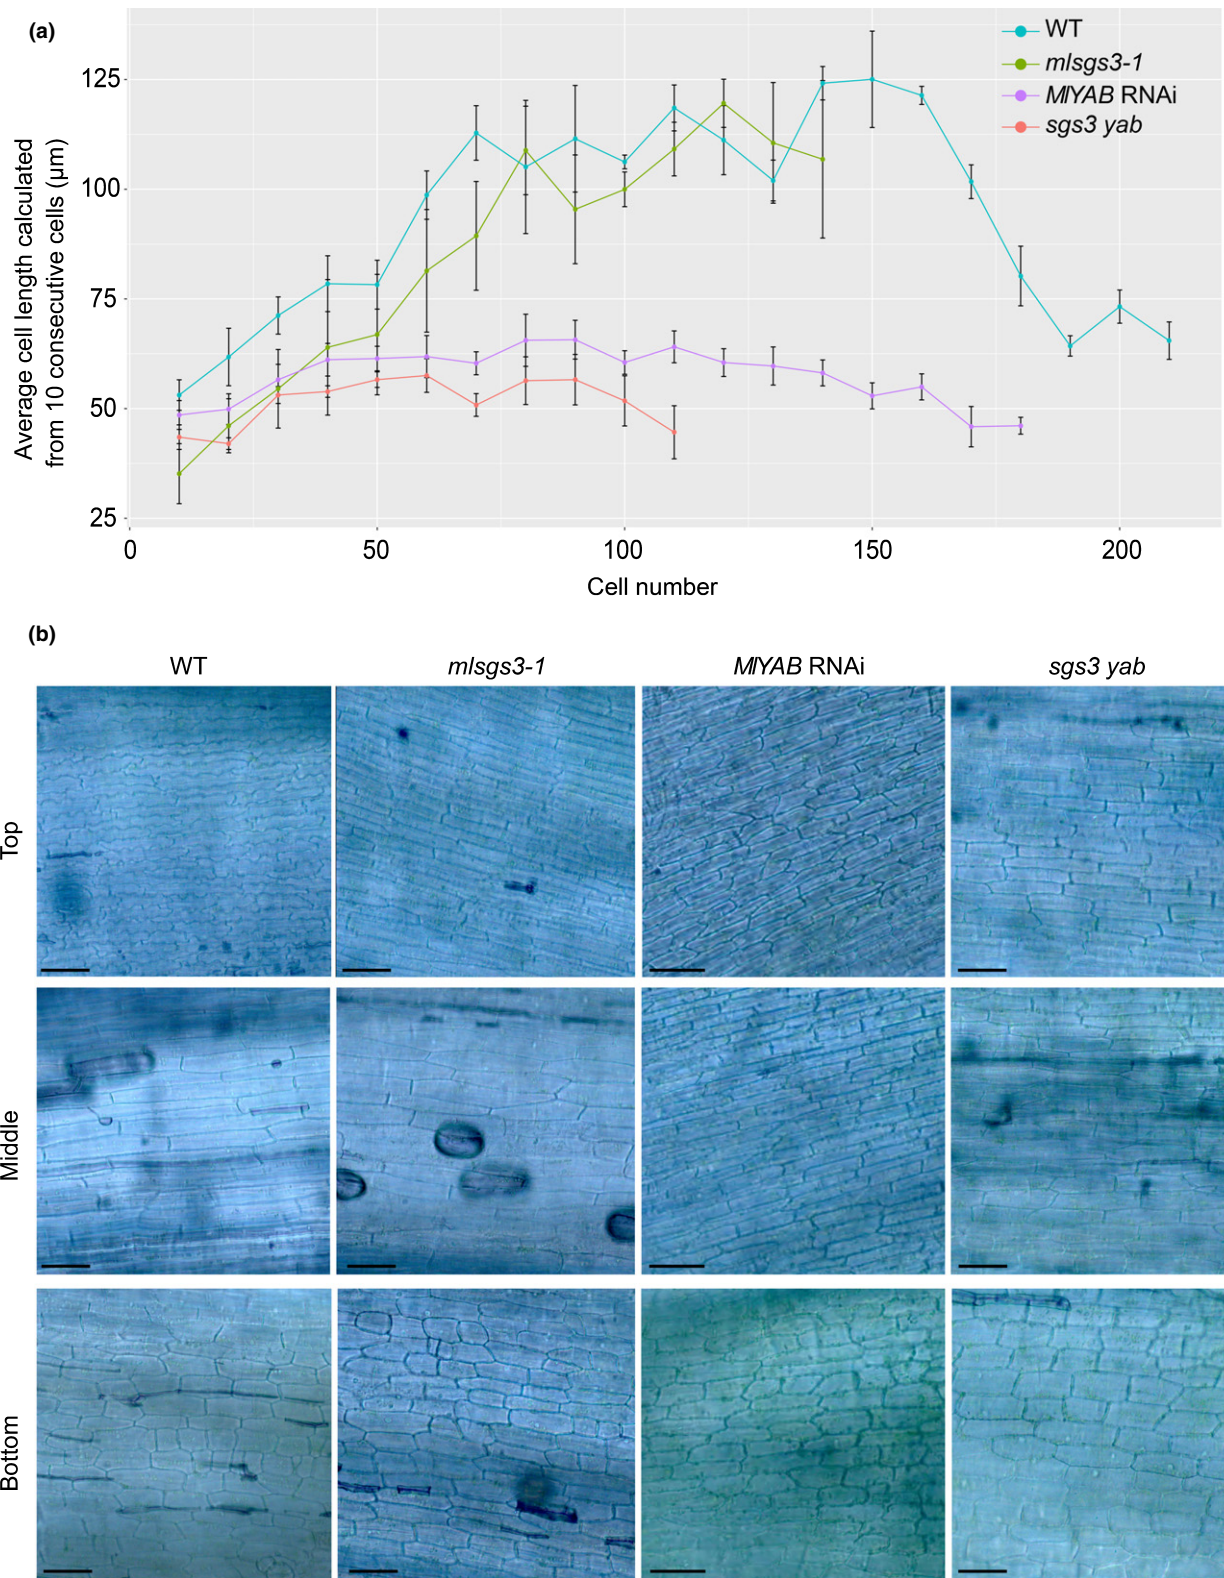 (a)
WT
mlsgs3-1
MlYAB RNAi
sgs3 yab
Average cell length calculated
from 10 consecutive cells (μm)
125
100
75
50
25
0
50
100
150
200
Cell number
(b)
WT
mlsgs3-1
MlYAB RNAi
sgs3 yab
Top
Middle
Bottom